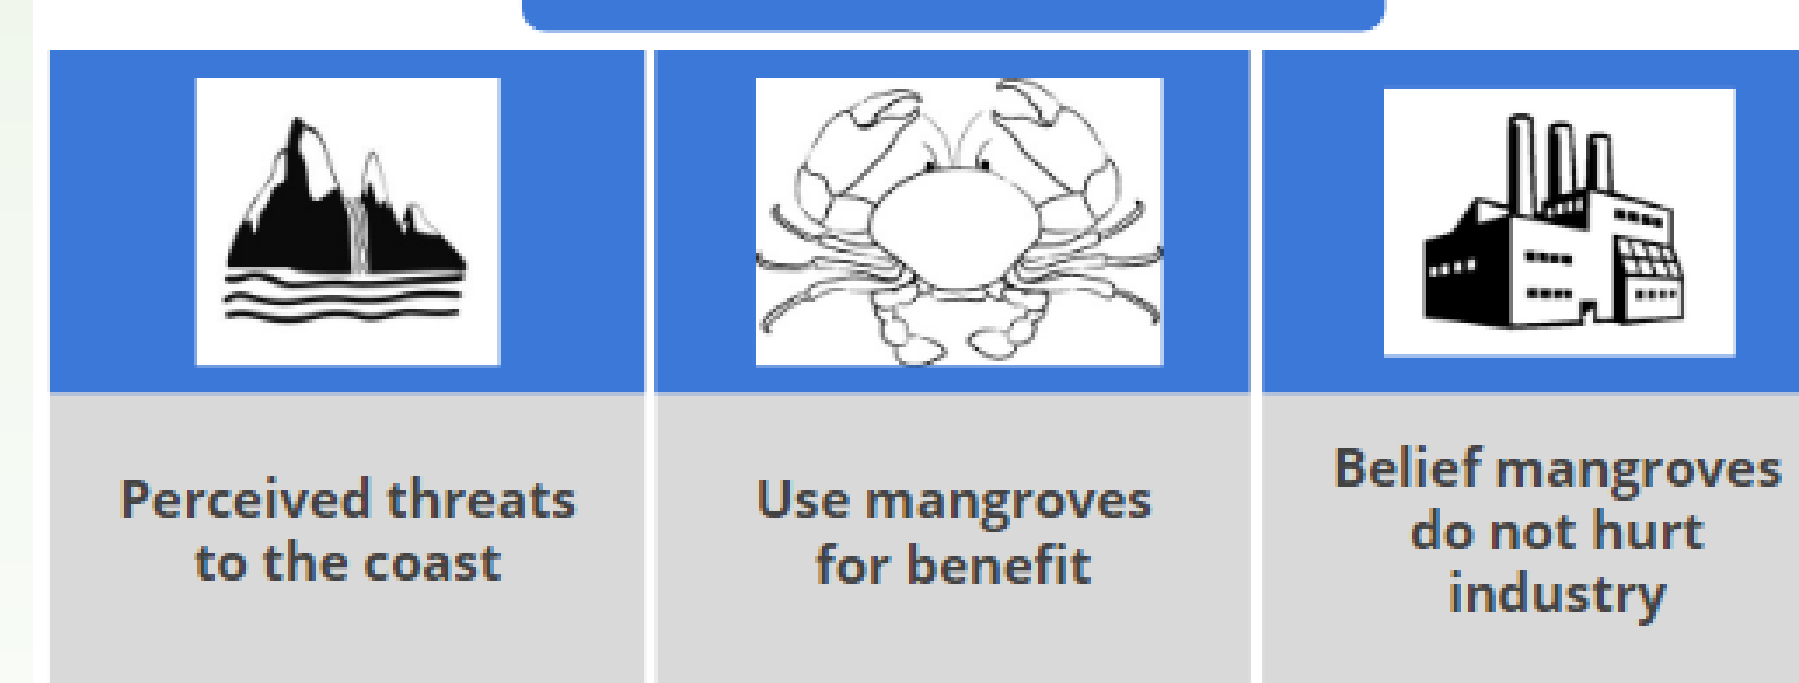 Perceived threats
to the coast
Use mangroves
for benefit
Belief mangroves
do not hurt
industry